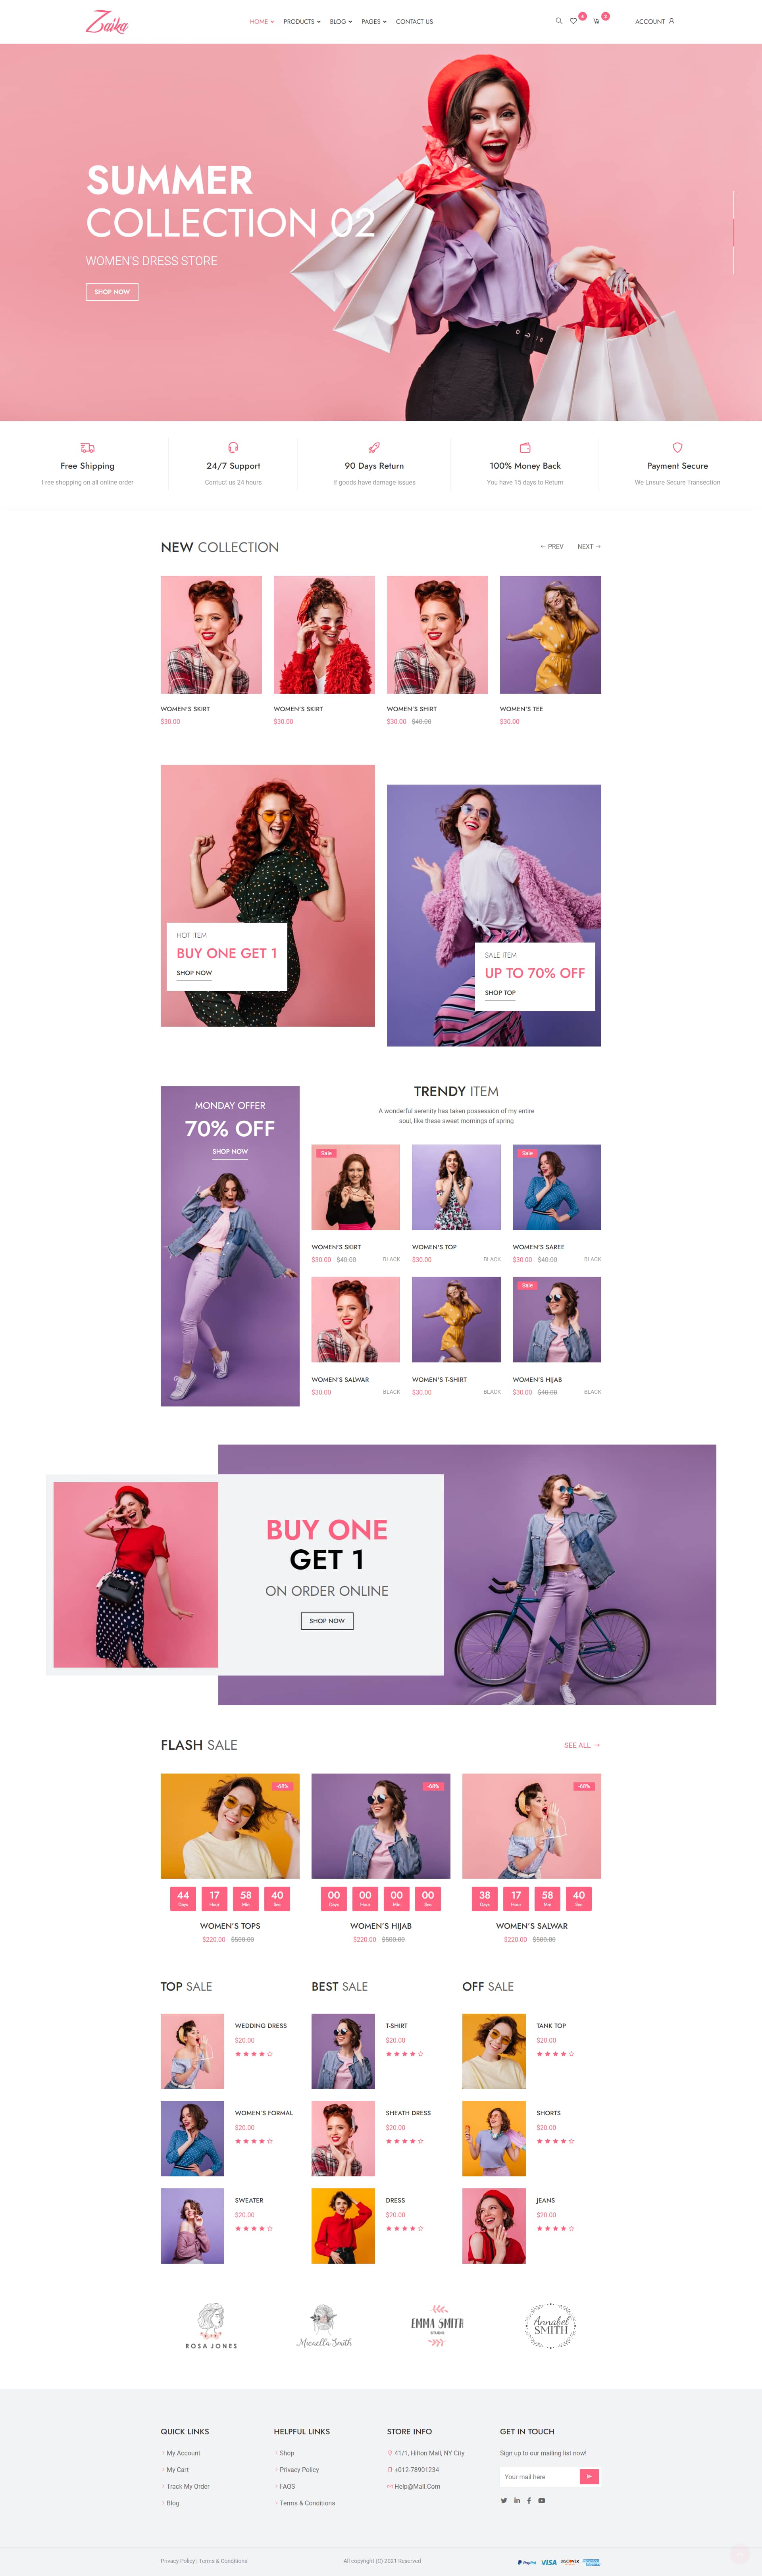 Zaika
HOME PRODUCTS BLOG PAGES CONTACT US
4 3 ACCOUNT
SUMMER
COLLECTION 02
WOMEN'S DRESS STORE
SHOP NOW
Free Shipping
Free shopping on all online order
24/7 Support
Contuct us 24 hours
90 Days Return
If goods have damage issues
100% Money Back
You have 15 days to Return
Payment Secure
We Ensure Secure Transection
NEW COLLECTION
PREV NEXT
WOMEN'S SKIRT
$30.00
WOMEN'S SKIRT
$30.00
WOMEN'S SHIRT
$30.00 $40.00
WOMEN'S TEE
$30.00
HOT ITEM
BUY ONE GET 1
SHOP NOW
SALE ITEM
UP TO 70% OFF
SHOP TOP
MONDAY OFFER
70% OFF
SHOP NOW
TRENDY ITEM
A wonderful serenity has taken possession of my entire
soul, like these sweet mornings of spring
Sale
WOMEN'S SKIRT
$30.00 $40.00 BLACK
WOMEN'S TOP
$30.00 BLACK
Sale
WOMEN'S SAREE
$30.00 $40.00 BLACK
WOMEN'S SALWAR
$30.00 BLACK
WOMEN'S T-SHIRT
$30.00 BLACK
Sale
WOMEN'S HIJAB
$30.00 $40.00 BLACK
BUY ONE
GET 1
ON ORDER ONLINE
SHOP NOW
FLASH SALE
SEE ALL
-68%
44 17 58 40
Days Hour Min Sec
WOMEN'S TOPS
$220.00 $500.00
-68%
00 00 00 00
Days Hour Min Sec
WOMEN'S HIJAB
$220.00 $500.00
-68%
38 17 58 40
Days Hour Min Sec
WOMEN'S SALWAR
$220.00 $500.00
TOP SALE
WEDDING DRESS
$20.00
WOMEN'S FORMAL
$20.00
SWEATER
$20.00
BEST SALE
T-SHIRT
$20.00
SHEATH DRESS
$20.00
DRESS
$20.00
OFF SALE
TANK TOP
$20.00
SHORTS
$20.00
JEANS
$20.00
ROSA JONES
Micaella Smith
EMMA SMITH
STUDIO
Annabel
SMITH
QUICK LINKS
My Account
My Cart
Track My Order
Blog
HELPFUL LINKS
Shop
Privacy Policy
FAQS
Terms & Conditions
STORE INFO
41/1, Hilton Mall, NY City
+012-78901234
Help@Mail.Com
GET IN TOUCH
Sign up to our mailing list now!
Your mail here
Privacy Policy | Terms & Conditions
All copyright (C) 2021 Reserved
PayPal VISA DISCOVER